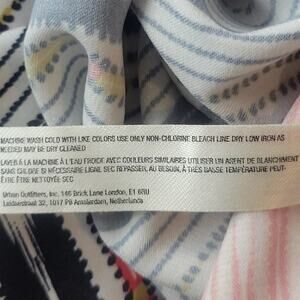 MACHINE WASH COLD WITH LIKE COLORS USE ONLY NON-CHLORINE BLEACH LINE DRY LOW IRON AS
NEEDED MAY BE DRY CLEANED
LAVER À LA MACHINE À L'EAU FROIDE AVEC COULEURS SIMILAIRES UTILISER UN AGENT DE BLANCHIMENT
SANS CHLORE SI NÉCESSAIRE LIGNE SEC REPASSER, AU BESOIN, À TRÈS BASSE TEMPÉRATURE PEUT-
ÊTRE ÊTRE NETTOYÉE SEC
Urban Outfitters, Inc. 146 Brick Lane London, E1 6RU
Leidsestraat 32, 1017 PB Amsterdam, Netherlands